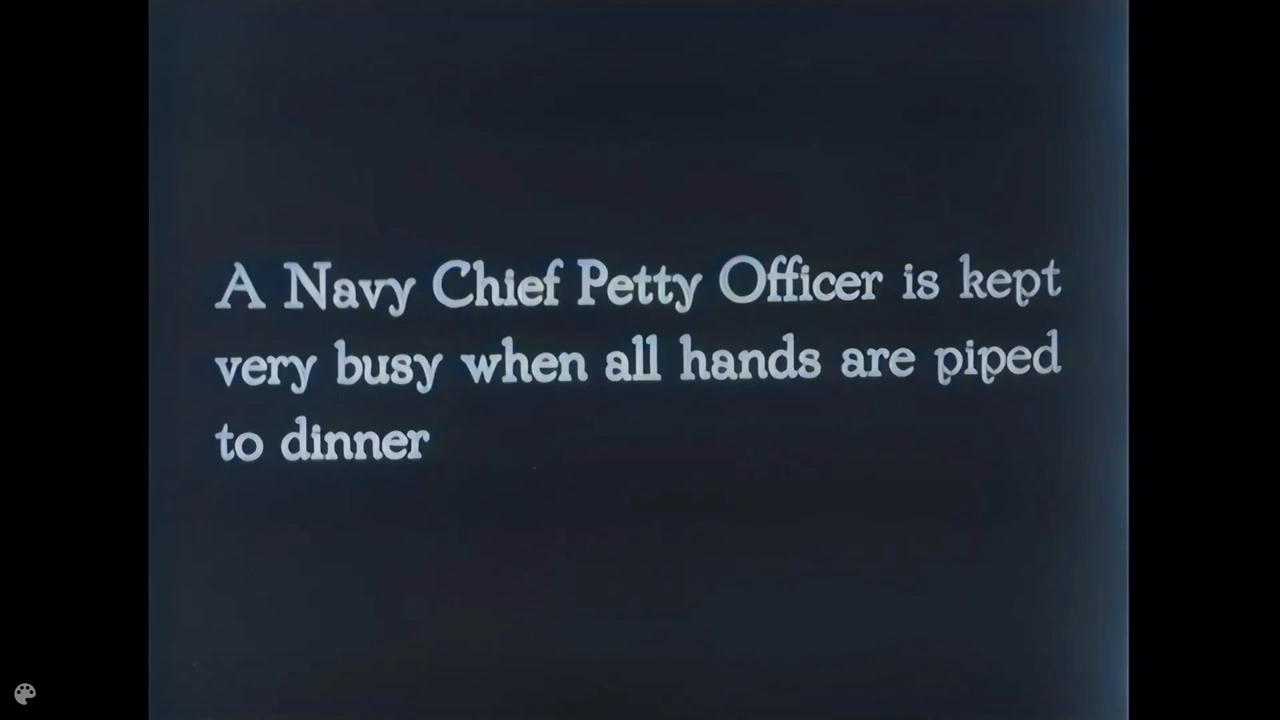 A Navy Chief Petty Officer is kept
very busy when all hands are piped
to dinner